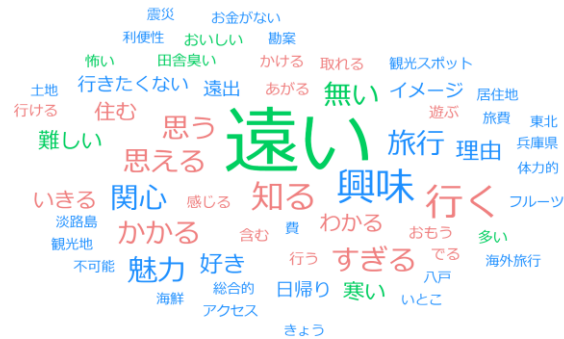 震災 お金がない
利便性 おいしい 勘案
怖い 田舎臭い かける 取れる 観光スポット
土地 行きたくない 遠出 あがる 無い イメージ 居住地
行ける 住む 思う 遠い 遊ぶ 旅費 東北
難しい 思える 旅行 理由 兵庫県
体力的
いきる 関心 感じる 知る 興味 行く フルーツ
淡路島 かかる 含む 費 わかる おもう 多い
観光地 行う すぎる でる
不可能 魅力 好き 八戸 海外旅行
海鮮 総合的 日帰り 寒い いとこ
アクセス
きょう